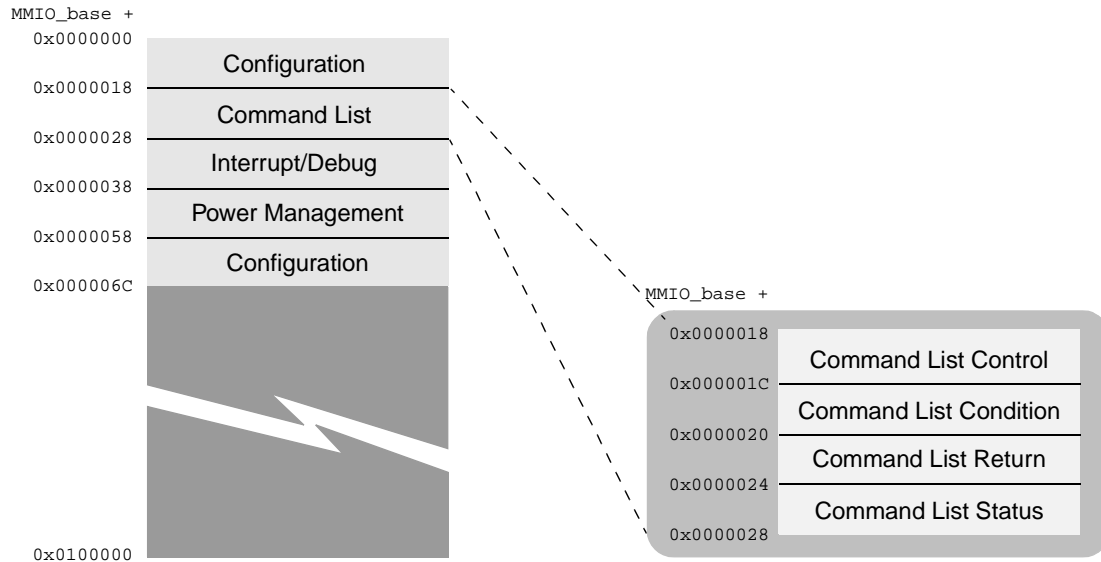 MMIO_base +
0x0000000
Configuration
0x0000018
Command List
0x0000028
Interrupt/Debug
0x0000038
Power Management
0x0000058
Configuration
0x000006C
0x0100000
MMIO_base +
0x0000018
Command List Control
0x000001C
Command List Condition
0x0000020
Command List Return
0x0000024
Command List Status
0x0000028